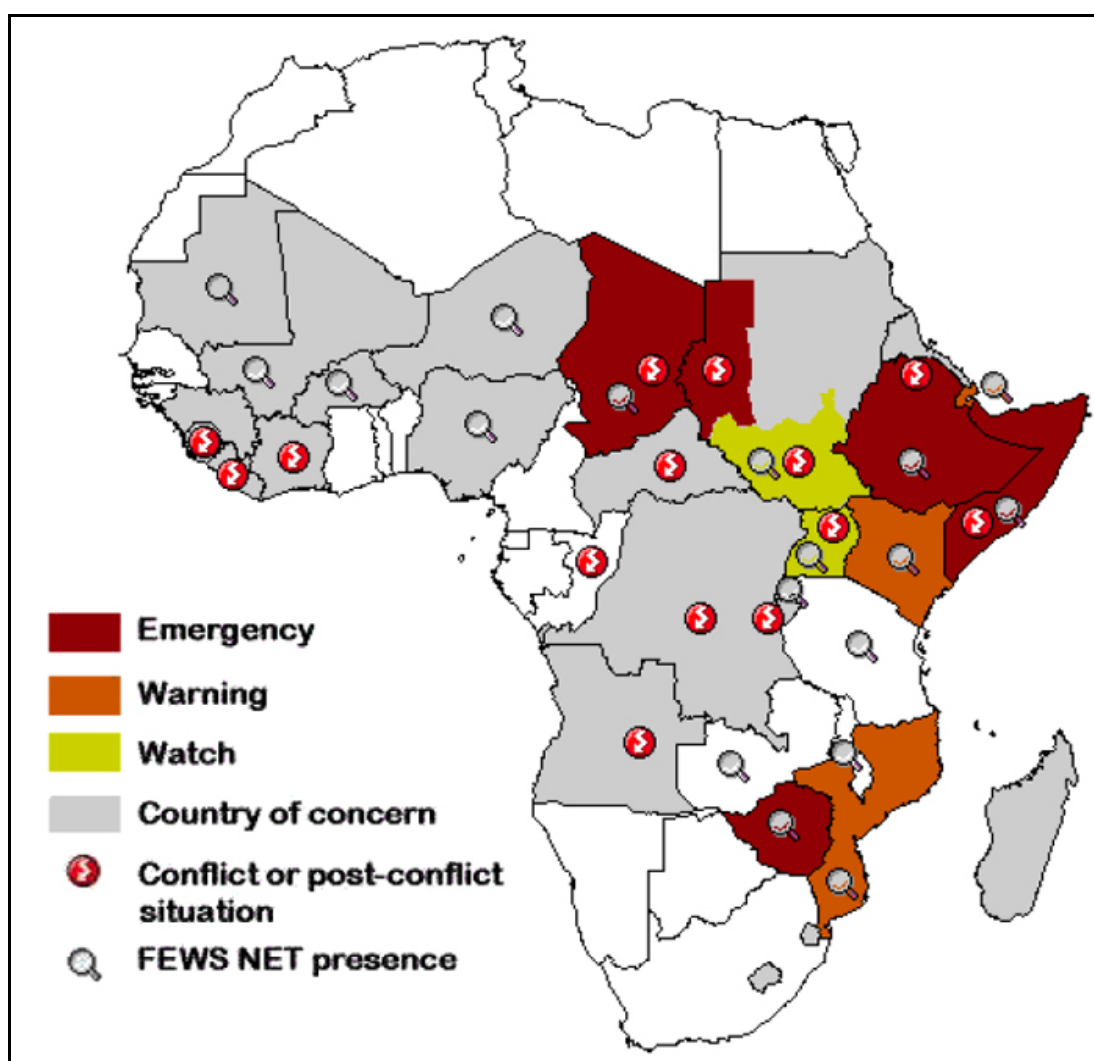 Emergency
Warning
Watch
Country of concern
Conflict or post-conflict
situation
FEWS NET presence